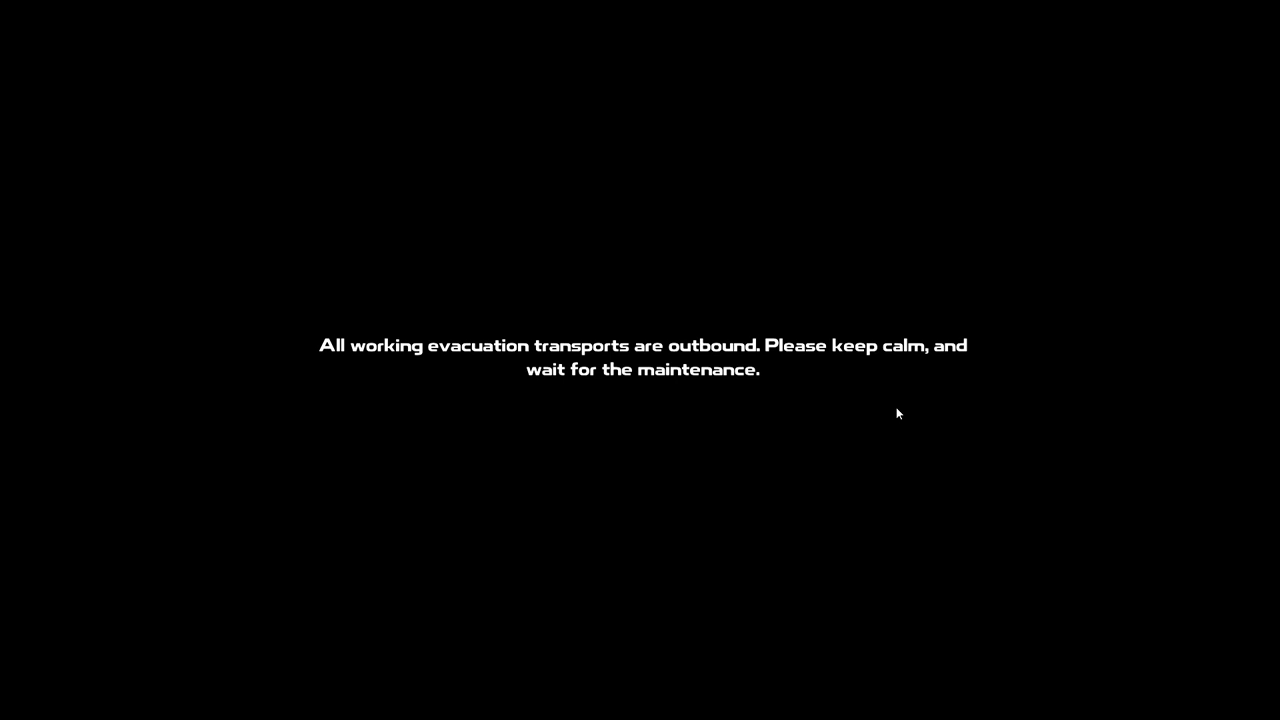 All working evacuation transports are outbound. Please keep calm, and
wait for the maintenance.